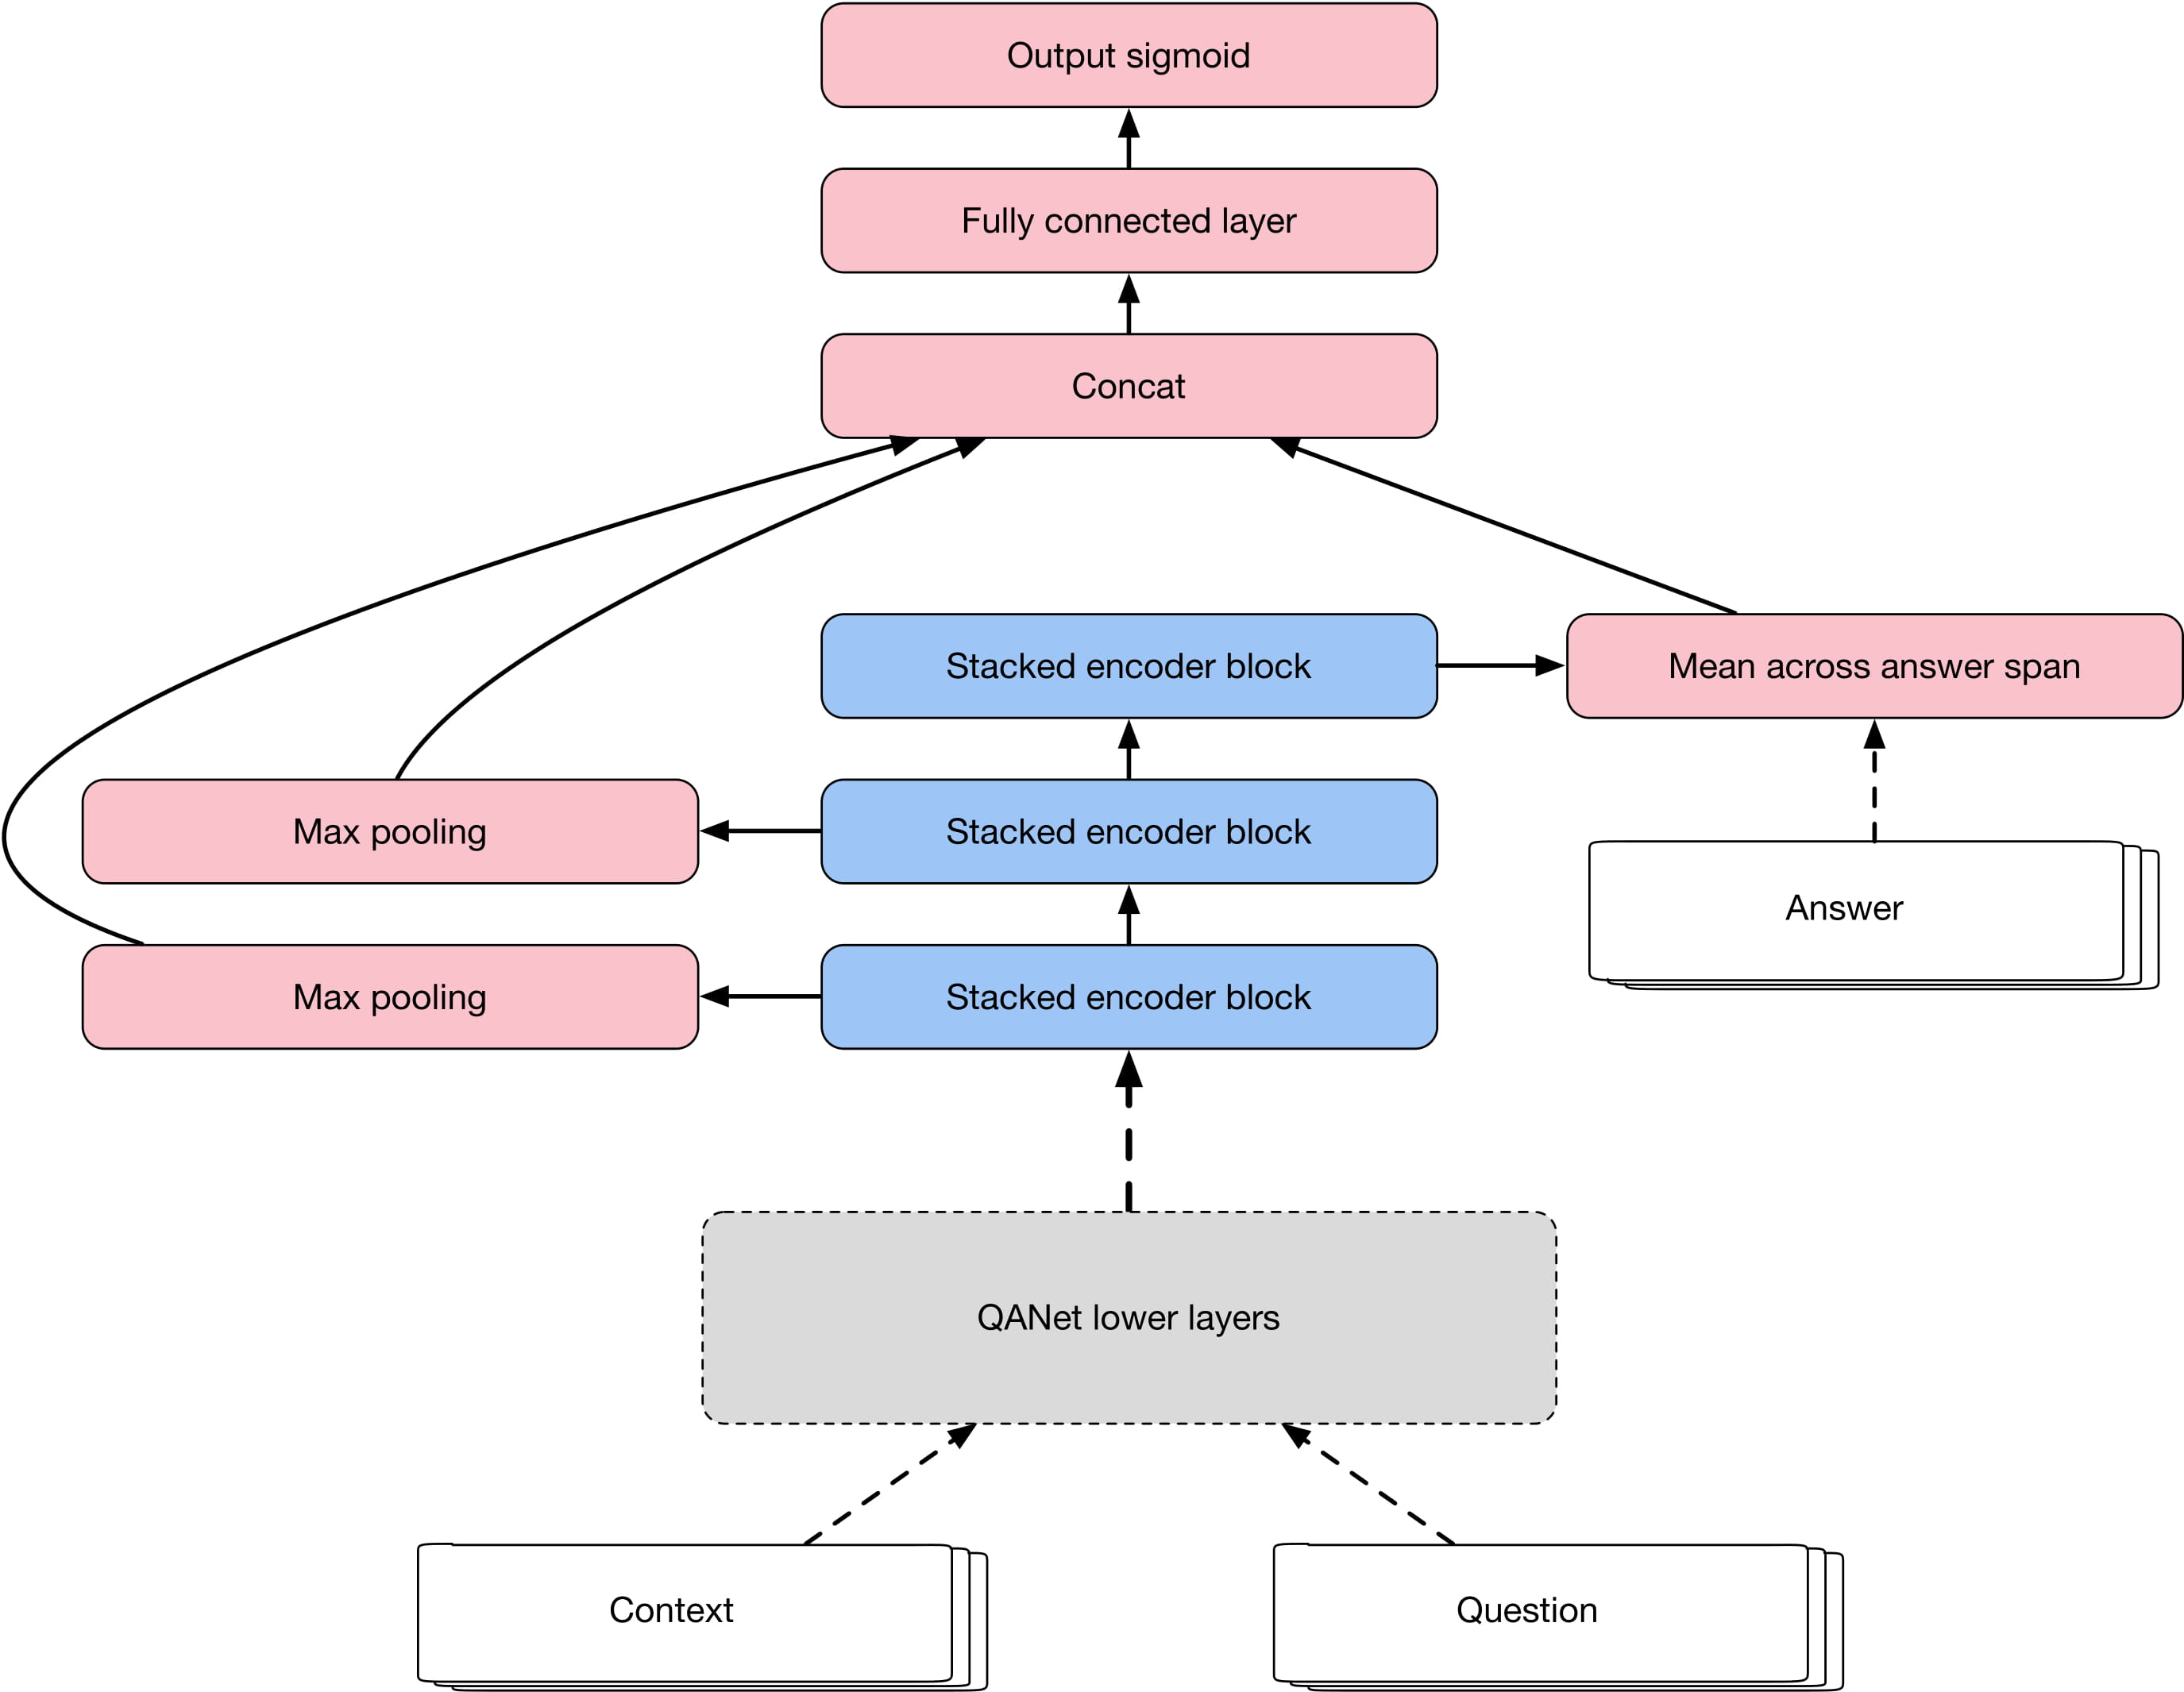 Output sigmoid
Fully connected layer
Concat
Stacked encoder block
Mean across answer span
Max pooling
Stacked encoder block
Answer
Max pooling
Stacked encoder block
QANet lower layers
Context
Question